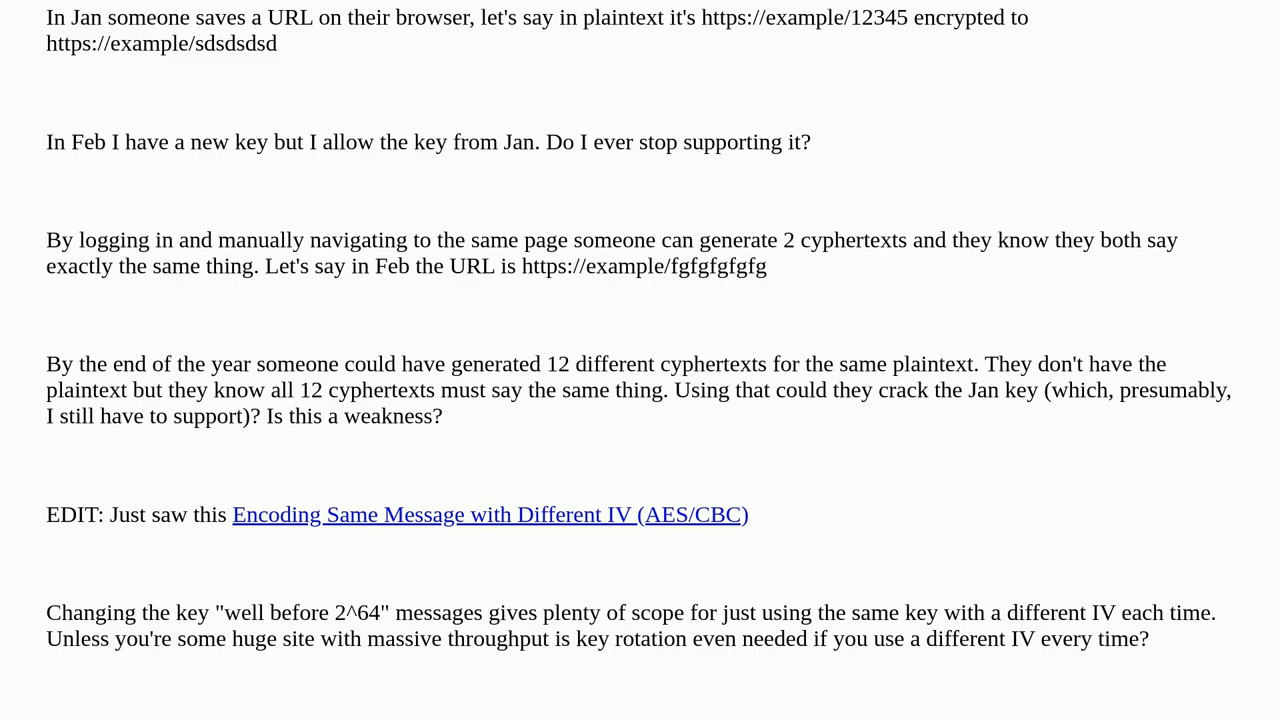 In Jan someone saves a URL on their browser, let's say in plaintext it's https://example/12345 encrypted to
https://example/sdsdsdsd
In Feb I have a new key but I allow the key from Jan. Do I ever stop supporting it?
By logging in and manually navigating to the same page someone can generate 2 cyphertexts and they know they both say
exactly the same thing. Let's say in Feb the URL is https://example/fgfgfgfgfg
By the end of the year someone could have generated 12 different cyphertexts for the same plaintext. They don't have the
plaintext but they know all 12 cyphertexts must say the same thing. Using that could they crack the Jan key (which, presumably,
I still have to support)? Is this a weakness?
EDIT: Just saw this Encoding Same Message with Different IV (AES/CBC)
Changing the key "well before 2^64" messages gives plenty of scope for just using the same key with a different IV each time.
Unless you're some huge site with massive throughput is key rotation even needed if you use a different IV every time?